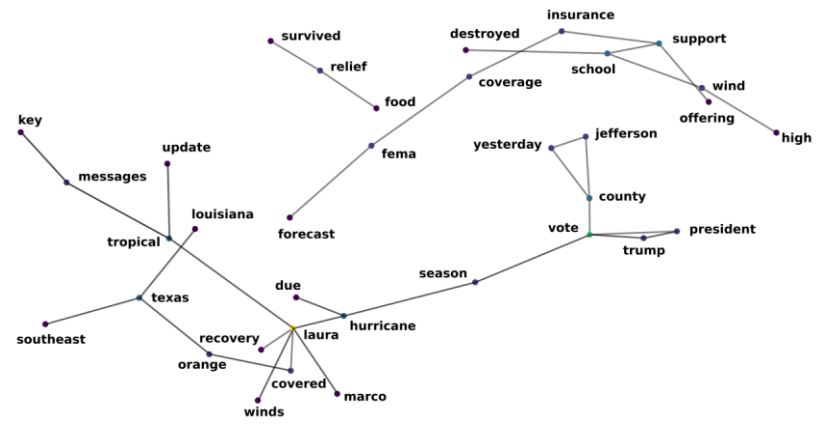 insurance
survived
destroyed
support
relief
school
coverage
wind
food
offering
key
high
update
yesterday
jefferson
fema
messages
county
louisiana
forecast
vote
president
tropical
trump
season
due
texas
hurricane
southeast
recovery
laura
orange
covered
marco
winds